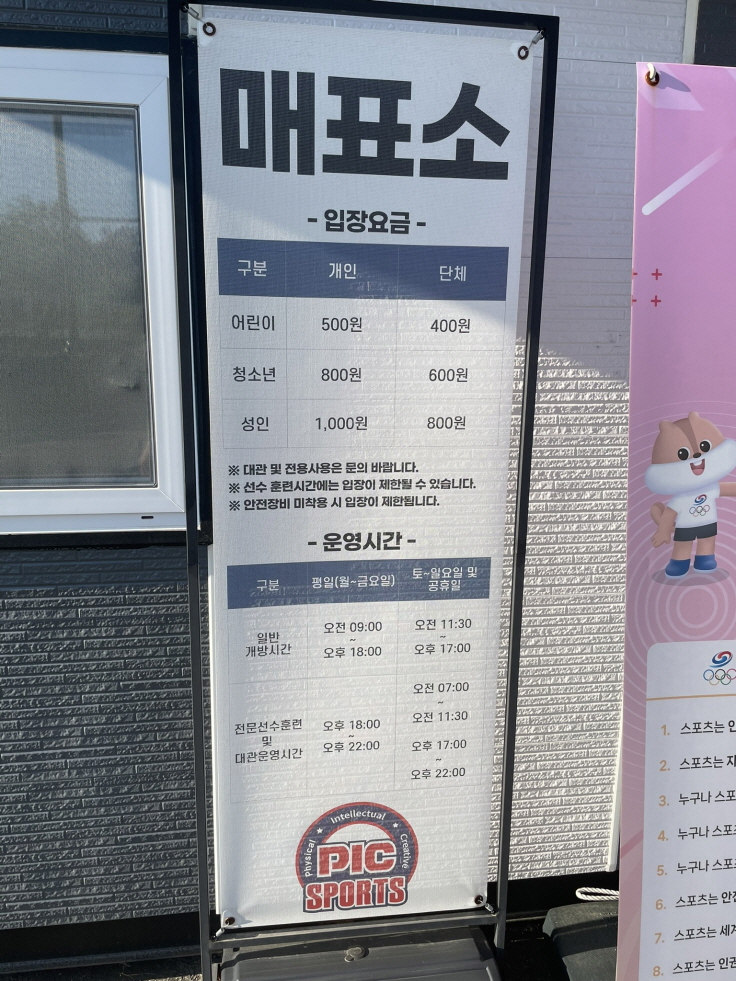 매표소
- 입장요금 -
구분 개인 단체
어린이 500원 400원
청소년 800원 600원
성인 1,000원 800원
※ 대관 및 전용사용은 문의 바랍니다.
※ 선수 훈련시간에는 입장이 제한될 수 있습니다.
※ 안전장비 미착용 시 입장이 제한됩니다.
- 운영시간 -
구분 평일(월~금요일) 토~일요일 및
공휴일
일반
개방시간
오전 09:00
~
오후 18:00
오전 11:30
~
오후 17:00
전문선수훈련
및
대관운영시간
오후 18:00
~
오후 22:00
오전 07:00
~
오전 11:30
오후 17:00
~
오후 22:00
Physical ★ Intellectual ★ Creative
PIC
SPORTS
1. 스포츠는
2. 스포츠는
3. 누구나
4. 누구나
5. 누구나
6. 스포츠는
7. 스포츠는
8. 스포츠는